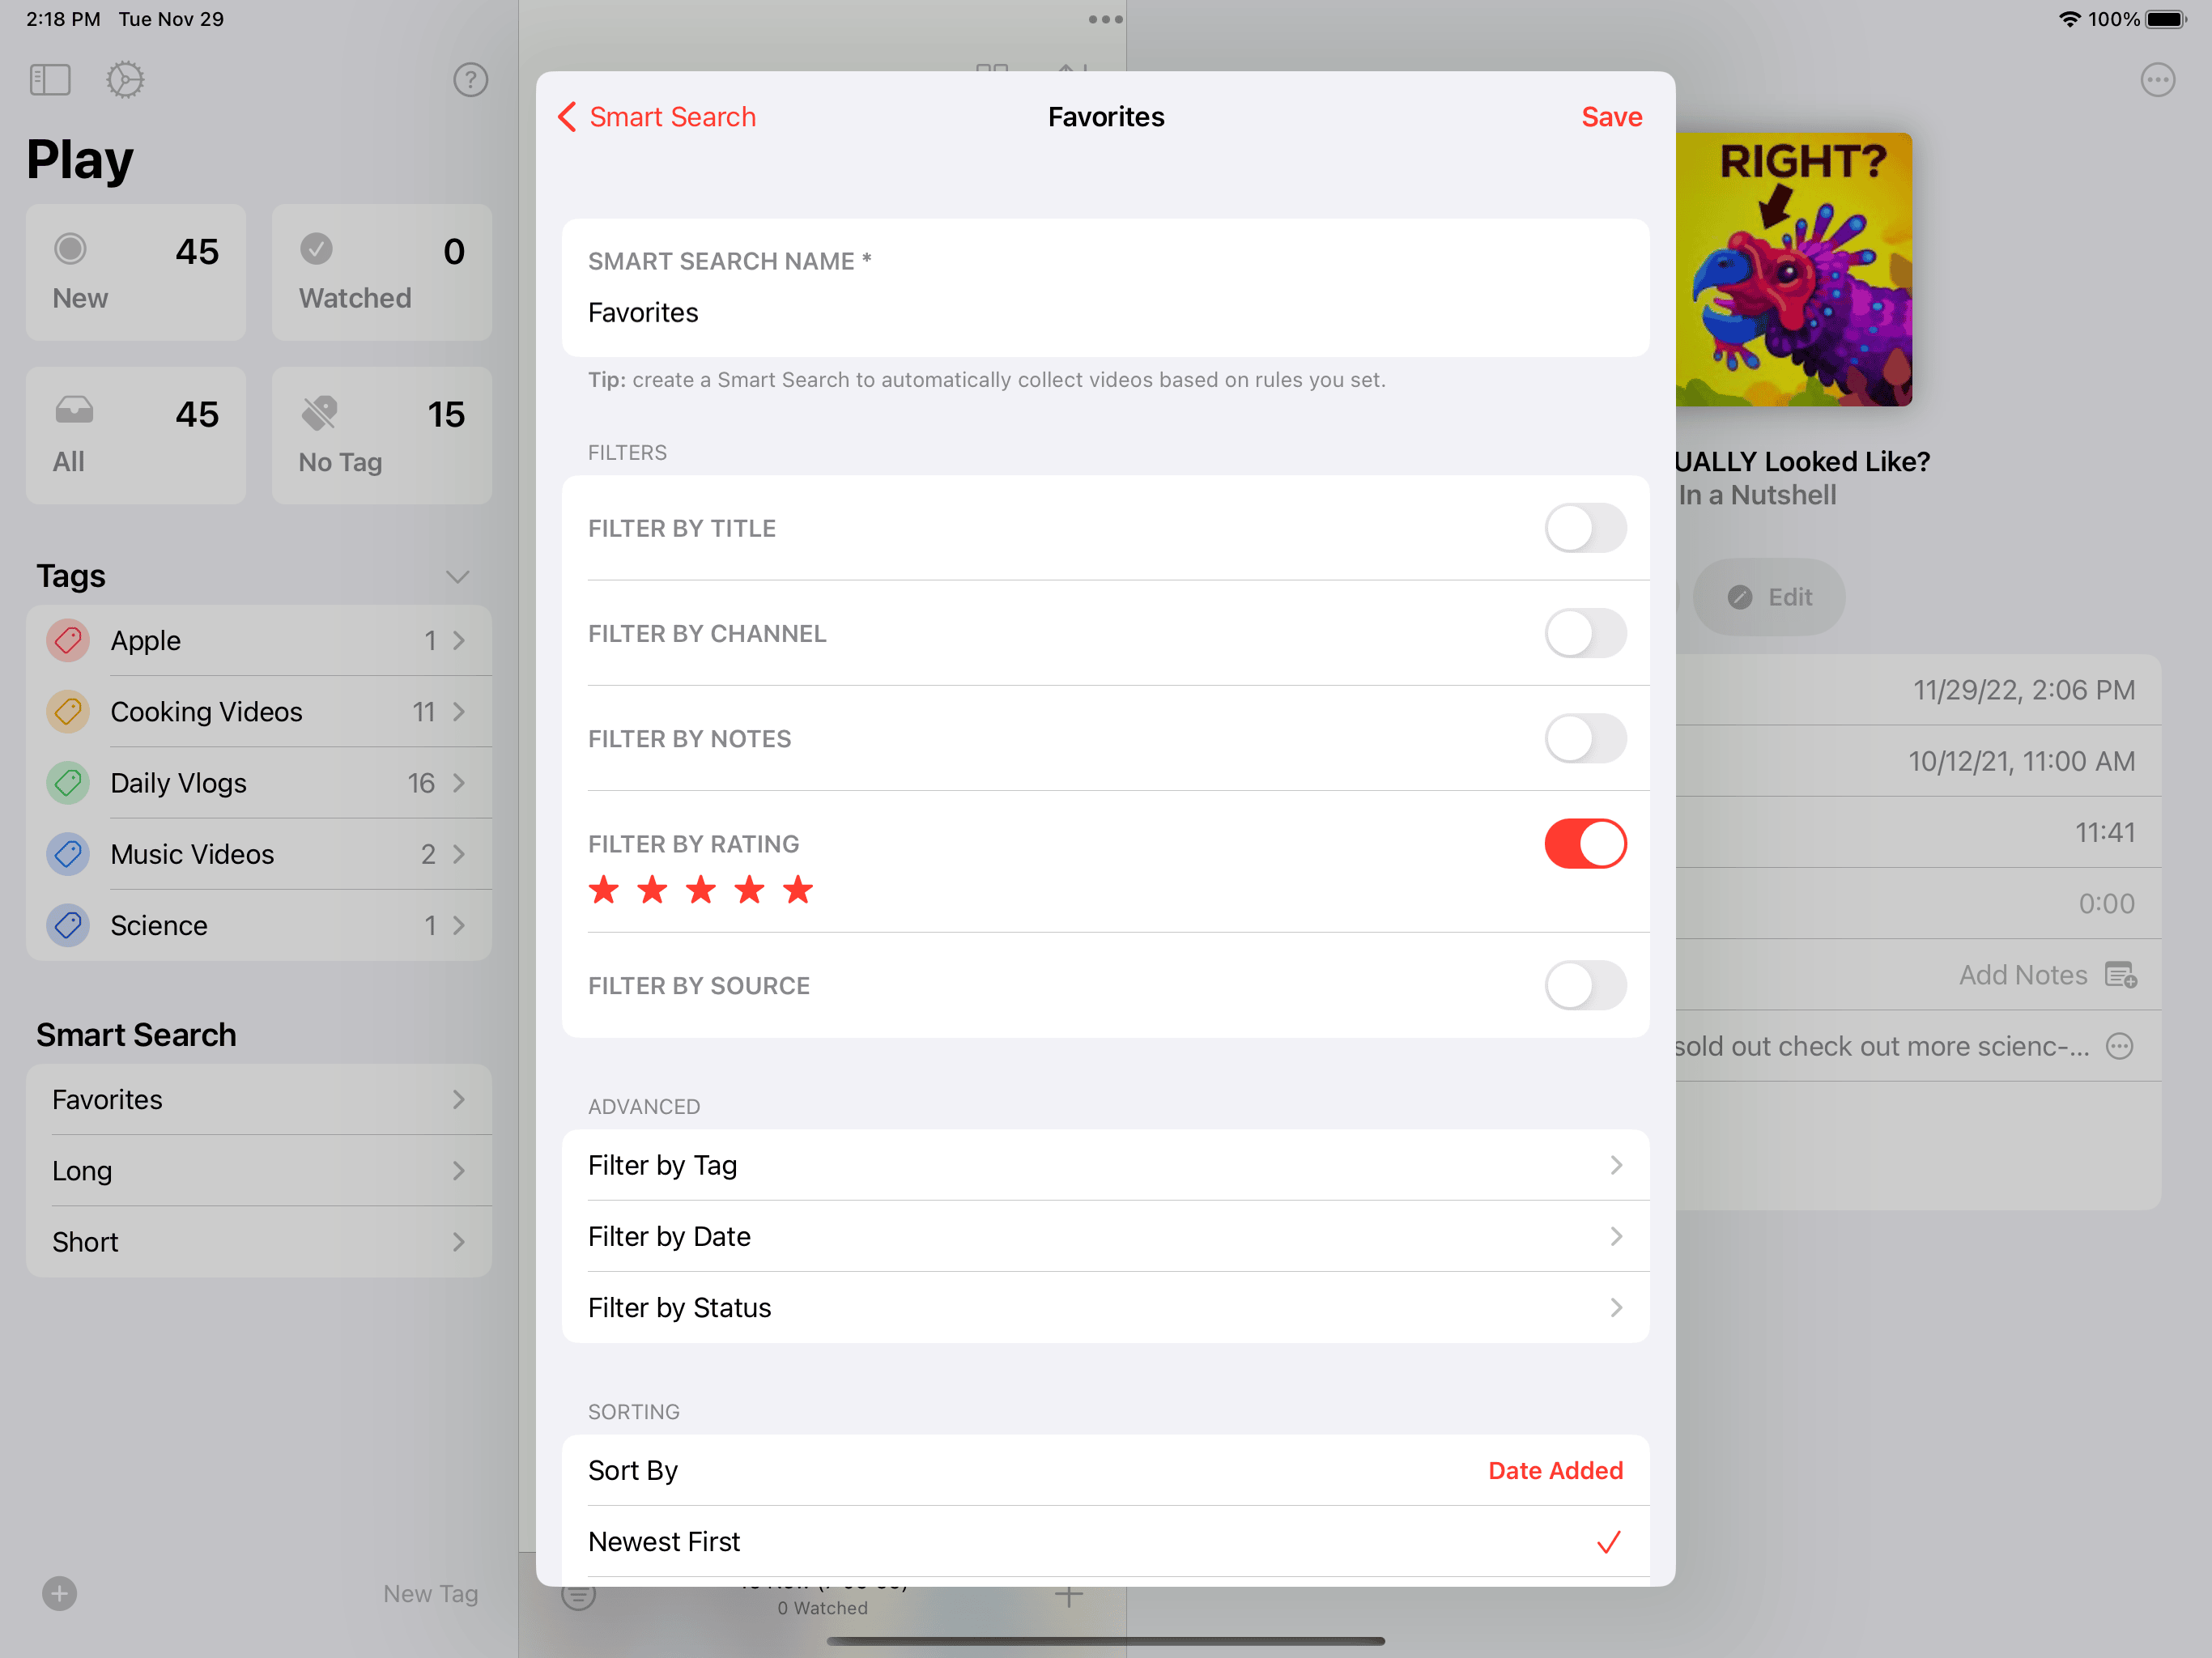 2:18 PM Tue Nov 29
100%
Play
45
New
0
Watched
45
All
15
No Tag
Tags
Apple 1
Cooking Videos 11
Daily Vlogs 16
Music Videos 2
Science 1
Smart Search
Favorites
Long
Short
New Tag
Smart Search
Favorites
Save
SMART SEARCH NAME *
Favorites
Tip: create a Smart Search to automatically collect videos based on rules you set.
FILTERS
FILTER BY TITLE
FILTER BY CHANNEL
FILTER BY NOTES
FILTER BY RATING
FILTER BY SOURCE
ADVANCED
Filter by Tag
Filter by Date
Filter by Status
SORTING
Sort By Date Added
Newest First
0 Watched
RIGHT?
UALLY Looked Like?
In a Nutshell
Edit
11/29/22, 2:06 PM
10/12/21, 11:00 AM
11:41
0:00
Add Notes
sold out check out more scienc-...